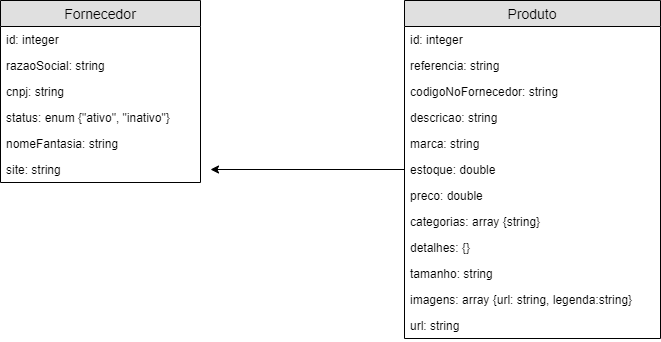 Fornecedor
id: integer
razaoSocial: string
cnpj: string
status: enum {"ativo", "inativo"}
nomeFantasia: string
site: string
Produto
id: integer
referencia: string
codigoNoFornecedor: string
descricao: string
marca: string
estoque: double
preco: double
categorias: array {string}
detalhes: {}
tamanho: string
imagens: array {url: string, legenda:string}
url: string